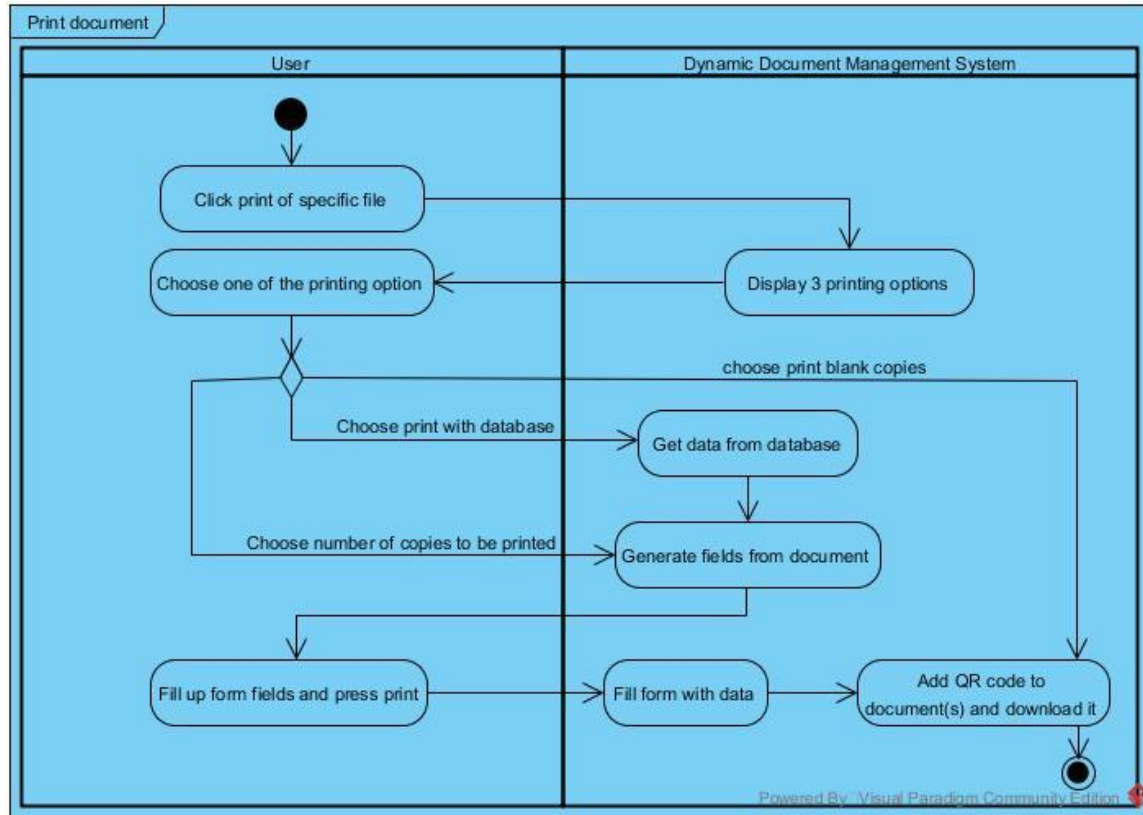 Print document
User
Dynamic Document Management System
Click print of specific file
Choose one of the printing option
Display 3 printing options
choose print blank copies
Choose print with database
Get data from database
Choose number of copies to be printed
Generate fields from document
Fill up form fields and press print
Fill form with data
Add QR code to
document(s) and download it
Powered By Visual Paradigm Community Edition